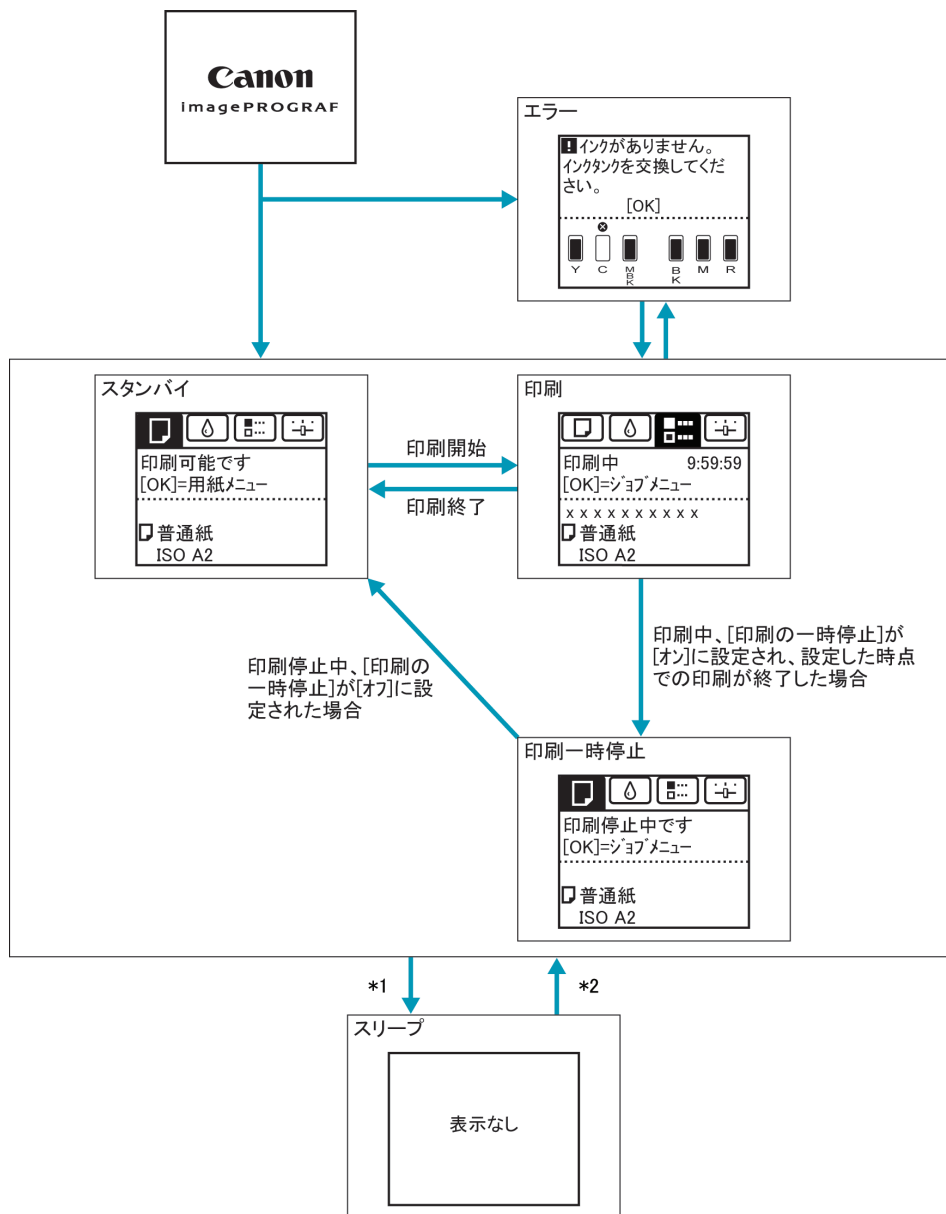 Canon
imagePROGRAF
エラー
!インクがありません。
インクタンクを交換してくだ
さい。
[OK]
Y C MBK BK M R
スタンバイ
印刷可能です
[OK]=用紙メニュー
普通紙
ISO A2
印刷開始
印刷終了
印刷
印刷中 9:59:59
[OK]=ジョブメニュー
x x x x x x x x x x
普通紙
ISO A2
印刷停止中、[印刷の
一時停止]が[オフ]に設
定された場合
印刷中、[印刷の一時停止]が
[オン]に設定され、設定した時点
での印刷が終了した場合
印刷一時停止
印刷停止中です
[OK]=ジョブメニュー
普通紙
ISO A2
*1
*2
スリープ
表示なし